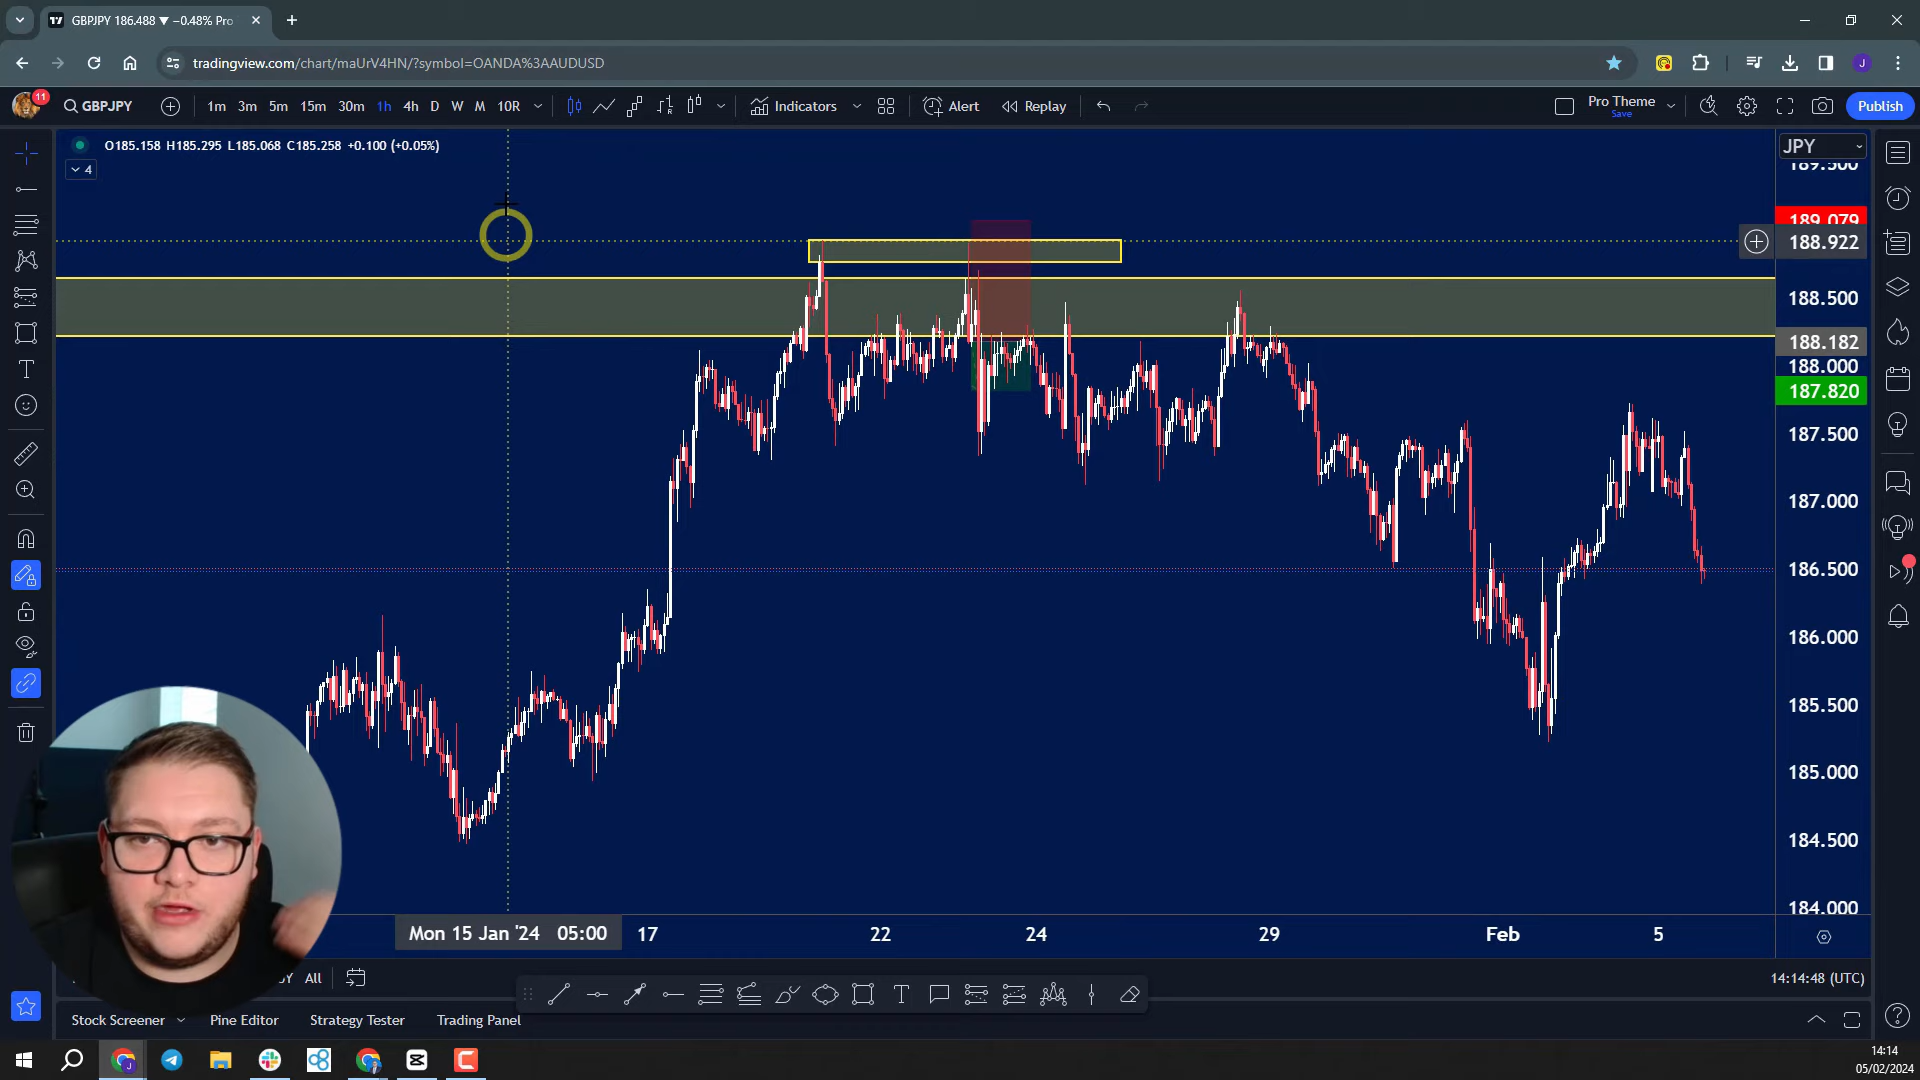 GBPJPY 186.488 ▼ −0.48% Pro
tradingview.com/chart/maUrV4HN/?symbol=OANDA%3AAUDUSD
J
11
GBPJPY
1m 3m 5m 15m 30m 1h 4h D W M 10R
Indicators
Alert
Replay
Pro Theme
Save
Publish
O185.158 H185.295 L185.068 C185.258 +0.100 (+0.05%)
4
JPY
189.500
189.079
188.922
188.500
188.182
188.000
187.820
187.500
187.000
186.500
186.000
185.500
185.000
184.500
184.000
Mon 15 Jan '24 05:00
17 22 24 29 Feb 5
All
14:14:48 (UTC)
Stock Screener
Pine Editor
Strategy Tester
Trading Panel
14:14
05/02/2024